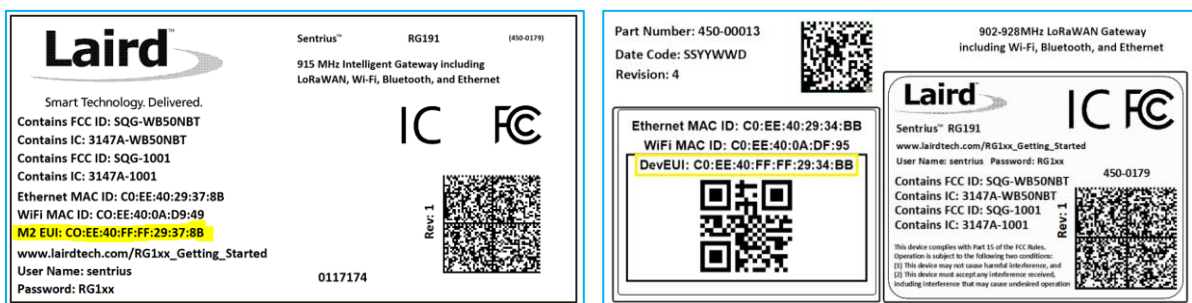 Laird™
Smart Technology. Delivered.
Sentrius™ RG191 (450-0179)
915 MHz Intelligent Gateway including
LoRaWAN, Wi-Fi, Bluetooth, and Ethernet
Contains FCC ID: SQG-WB50NBT
Contains IC: 3147A-WB50NBT
Contains FCC ID: SQG-1001
Contains IC: 3147A-1001
IC FC
Ethernet MAC ID: C0:EE:40:29:37:8B
WiFi MAC ID: CO:EE:40:0A:D9:49
M2 EUI: CO:EE:40:FF:FF:29:37:8B
www.lairdtech.com/RG1xx_Getting_Started
User Name: sentrius
Password: RG1xx
0117174
Rev: 1
Part Number: 450-00013
Date Code: SSYYWWD
Revision: 4
902-928MHz LoRaWAN Gateway
including Wi-Fi, Bluetooth, and Ethernet
Ethernet MAC ID: C0:EE:40:29:34:BB
WiFi MAC ID: C0:EE:40:0A:DF:95
DevEUI: C0:EE:40:FF:FF:29:34:BB
Laird™
IC FC
Sentrius™ RG191
www.lairdtech.com/RG1xx_Getting_Started
User Name: sentrius Password: RG1xx
450-0179
Contains FCC ID: SQG-WB50NBT
Contains IC: 3147A-WB50NBT
Contains FCC ID: SQG-1001
Contains IC: 3147A-1001
Rev: 1
This device complies with Part 15 of the FCC Rules.
Operation is subject to the following two conditions:
(1) This device may not cause harmful interference, and
(2) This device must accept any interference received,
including interference that may cause undesired operation